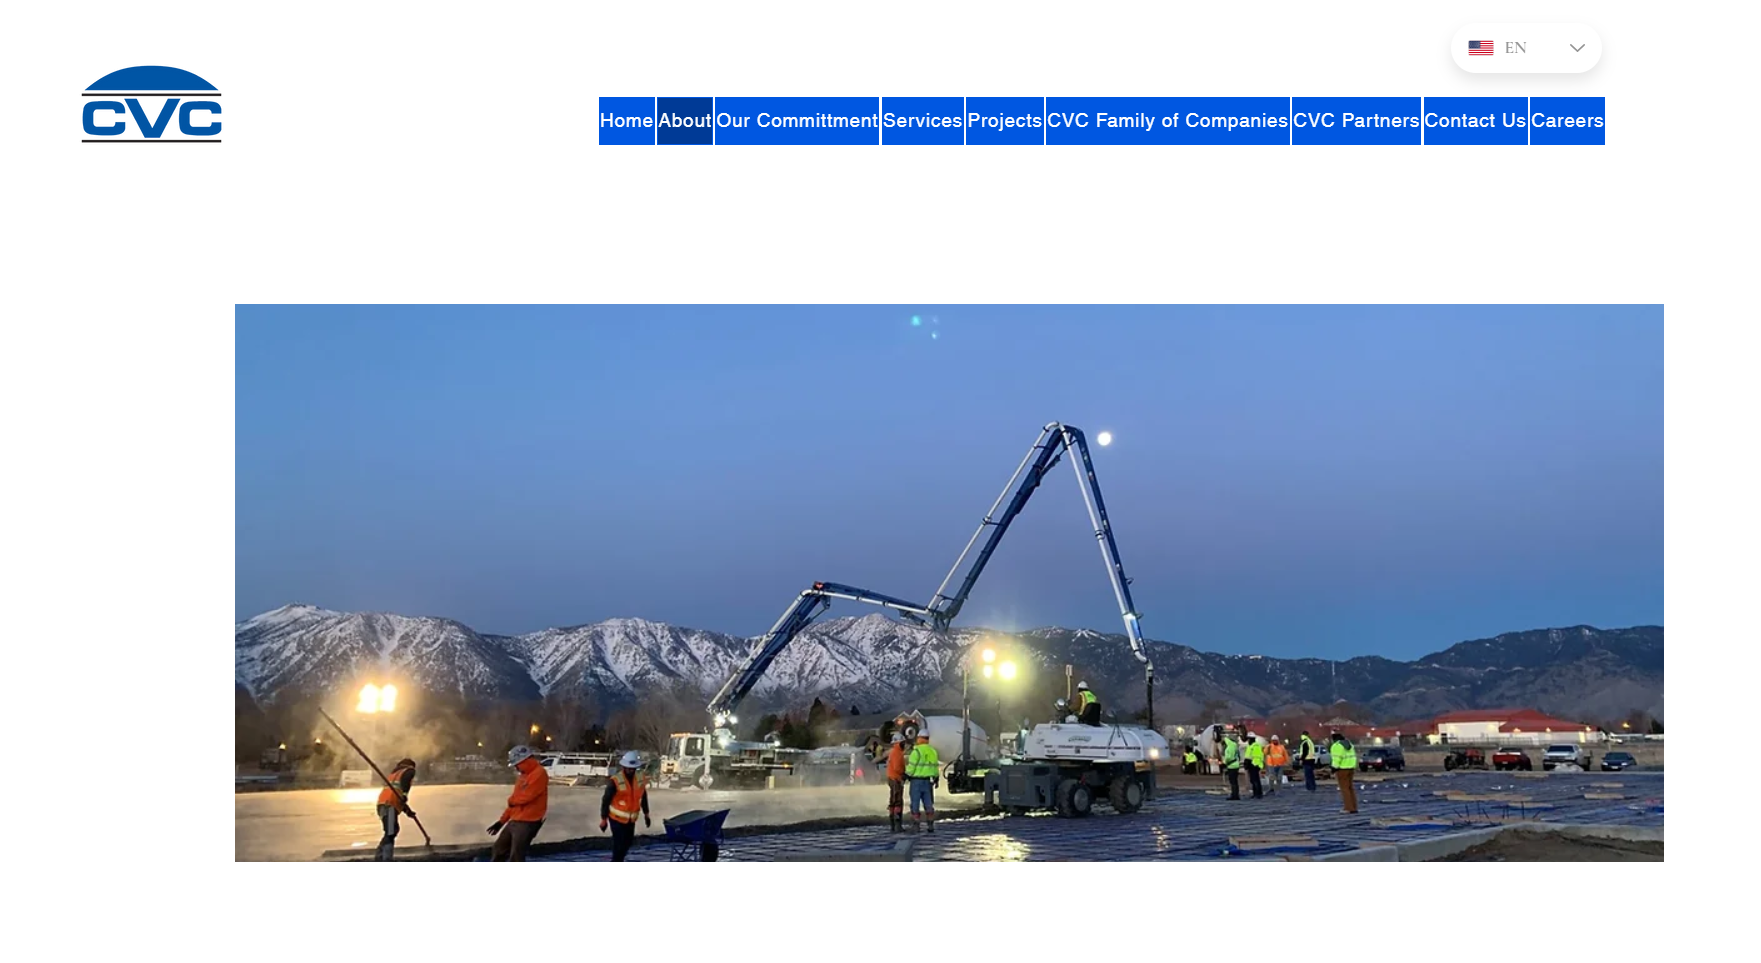 EN
CVC
Home About Our Committment Services Projects CVC Family of Companies CVC Partners Contact Us Careers